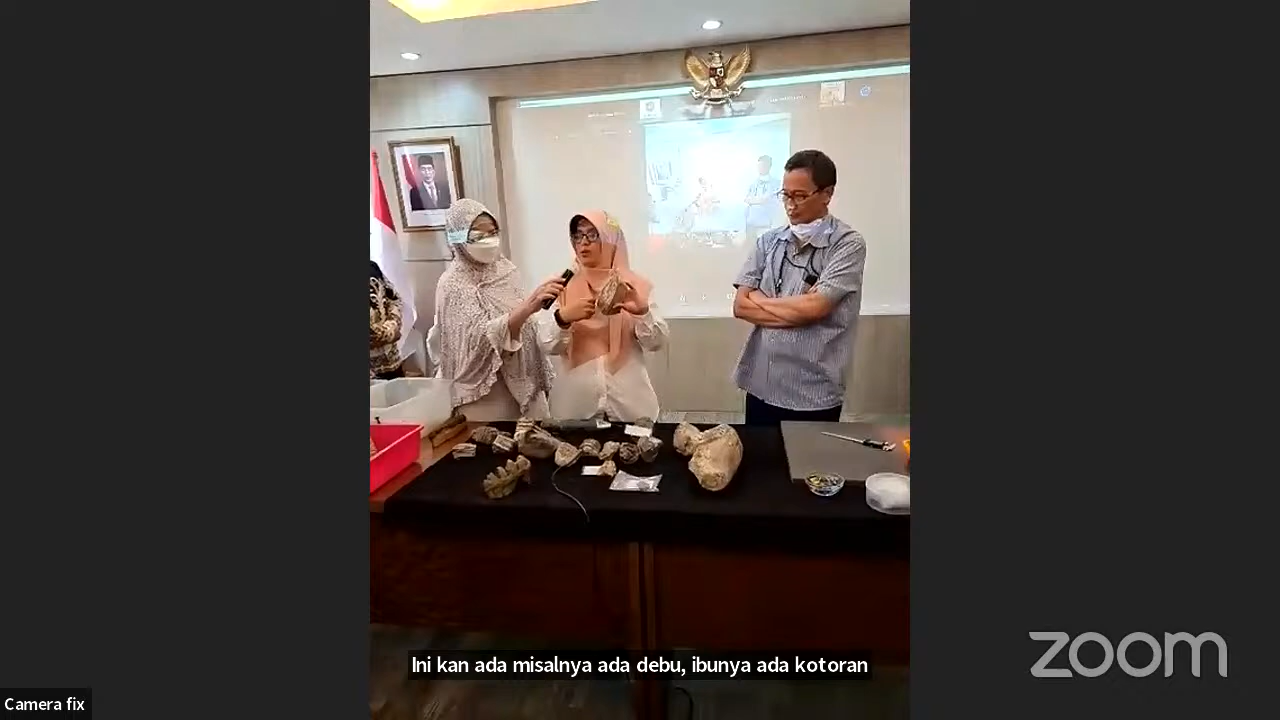 Ini kan ada misalnya ada debu, ibunya ada kotoran
zoom
Camera fix